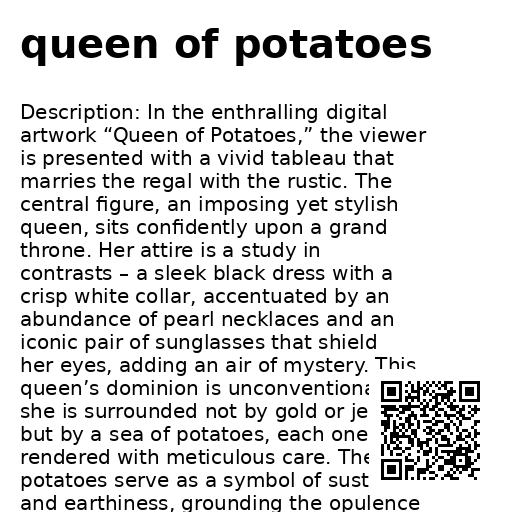 queen of potatoes
Description: In the enthralling digital
artwork “Queen of Potatoes,” the viewer
is presented with a vivid tableau that
marries the regal with the rustic. The
central figure, an imposing yet stylish
queen, sits confidently upon a grand
throne. Her attire is a study in
contrasts – a sleek black dress with a
crisp white collar, accentuated by an
abundance of pearl necklaces and an
iconic pair of sunglasses that shield
her eyes, adding an air of mystery. This
queen’s dominion is
she is surrounded not by gold or
but by a sea of potatoes, each one
rendered with meticulous care. The
potatoes serve as a symbol of
and earthiness, grounding the opulence